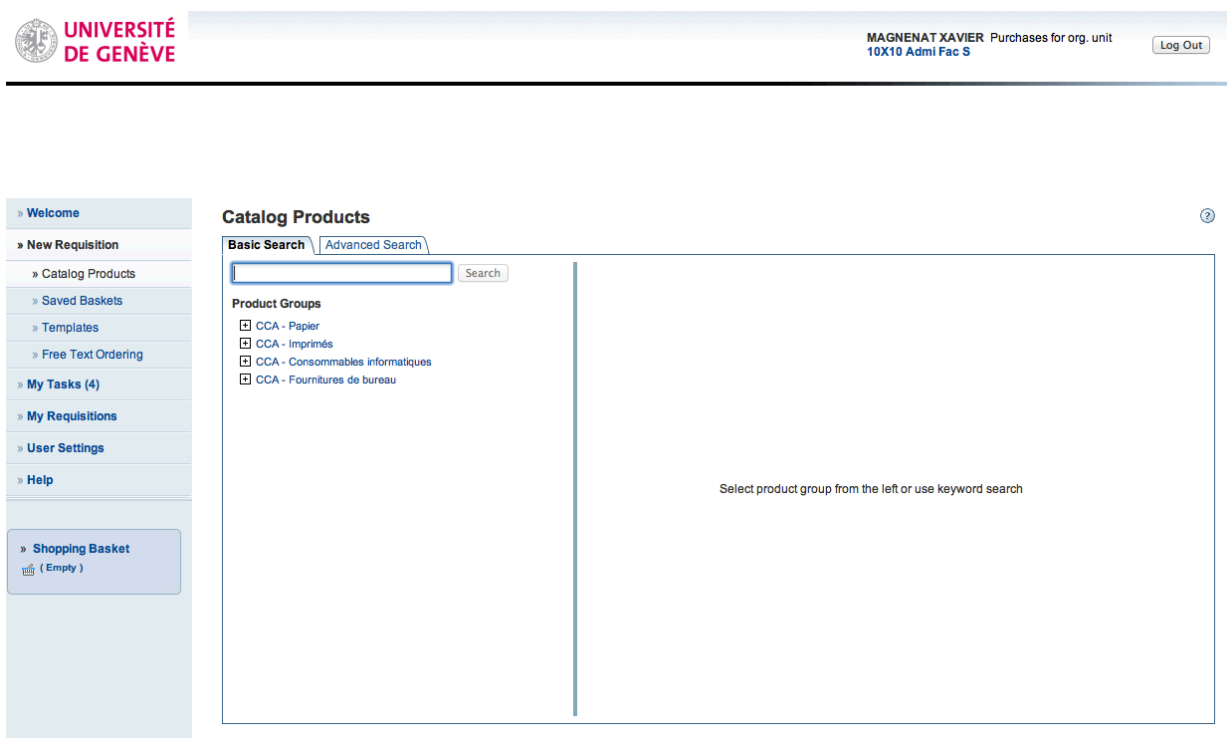 UNIVERSITÉ
DE GENÈVE
MAGNENAT XAVIER Purchases for org. unit
10X10 Admi Fac S
Log Out
» Welcome
» New Requisition
» Catalog Products
» Saved Baskets
» Templates
» Free Text Ordering
» My Tasks (4)
» My Requisitions
» User Settings
» Help
» Shopping Basket
( Empty )
Catalog Products
?
Basic Search
Advanced Search
Search
Product Groups
CCA - Papier
CCA - Imprimés
CCA - Consommables informatiques
CCA - Fournitures de bureau
Select product group from the left or use keyword search